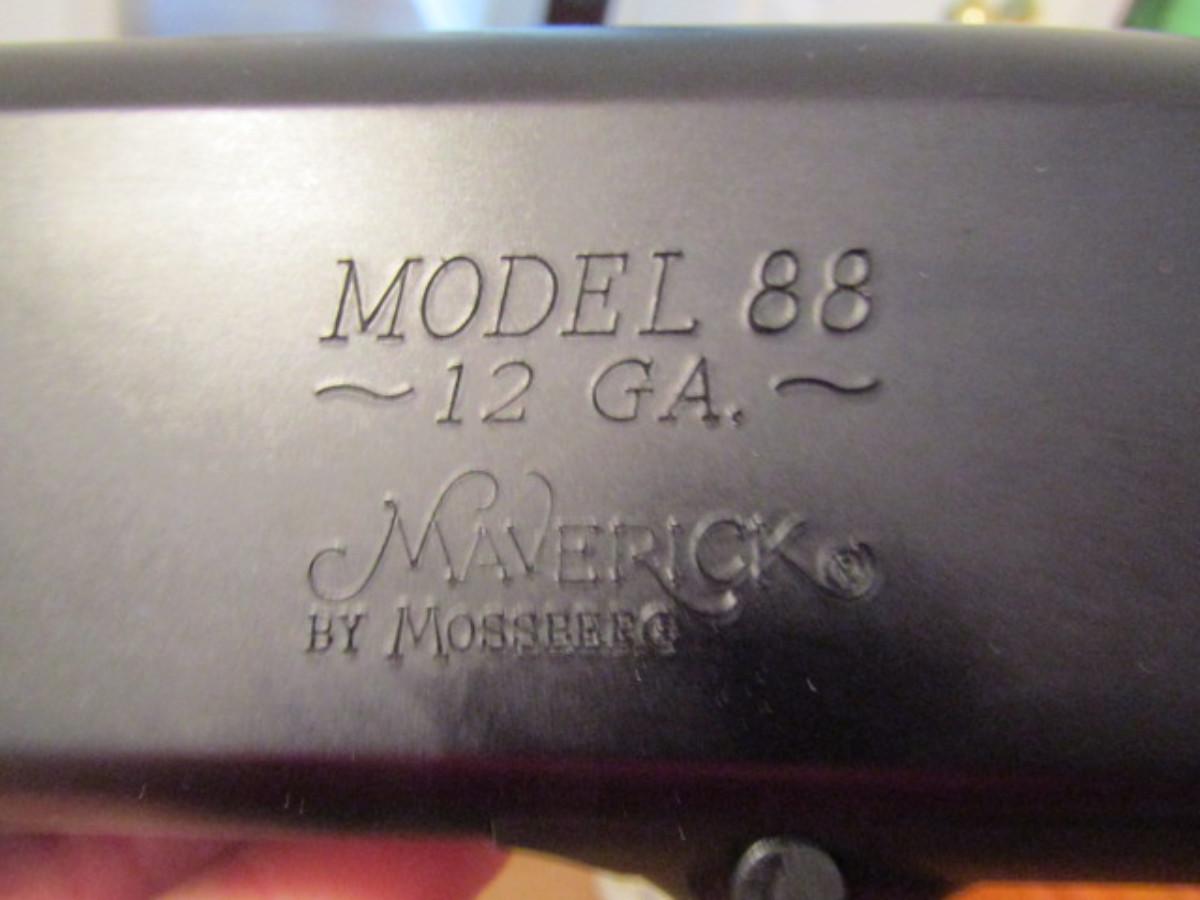 MODEL 88
~12 GA.~
MAVERICK®
BY MOSSBERG